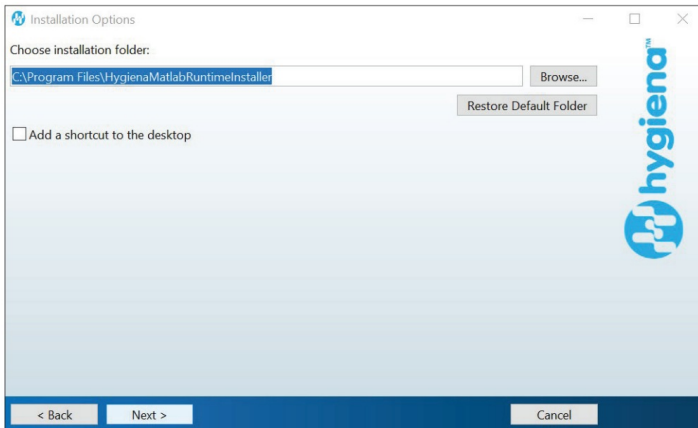 Installation Options
Choose installation folder:
C:\Program Files\HygienaMatlabRuntimeInstaller
Browse...
Restore Default Folder
Add a shortcut to the desktop
hygiena™
< Back
Next >
Cancel